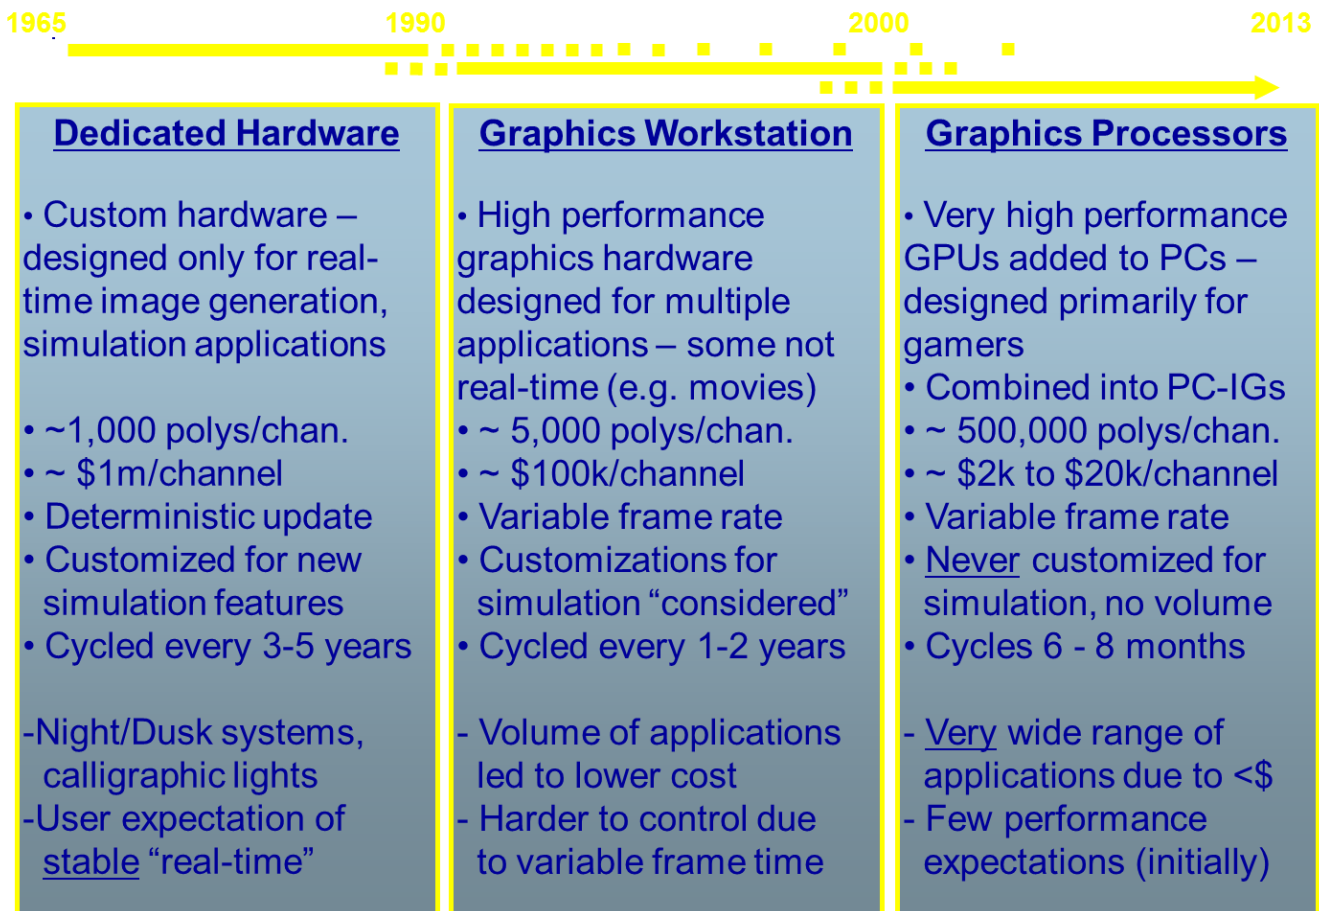 1965 1990 2000 2013
Dedicated Hardware
• Custom hardware –
designed only for real-
time image generation,
simulation applications
• ~1,000 polys/chan.
• ~ $1m/channel
• Deterministic update
• Customized for new
simulation features
• Cycled every 3-5 years
-Night/Dusk systems,
calligraphic lights
-User expectation of
stable “real-time”
Graphics Workstation
• High performance
graphics hardware
designed for multiple
applications – some not
real-time (e.g. movies)
• ~ 5,000 polys/chan.
• ~ $100k/channel
• Variable frame rate
• Customizations for
simulation “considered”
• Cycled every 1-2 years
- Volume of applications
led to lower cost
- Harder to control due
to variable frame time
Graphics Processors
• Very high performance
GPUs added to PCs –
designed primarily for
gamers
• Combined into PC-IGs
• ~ 500,000 polys/chan.
• ~ $2k to $20k/channel
• Variable frame rate
• Never customized for
simulation, no volume
• Cycles 6 - 8 months
- Very wide range of
applications due to <$
- Few performance
expectations (initially)